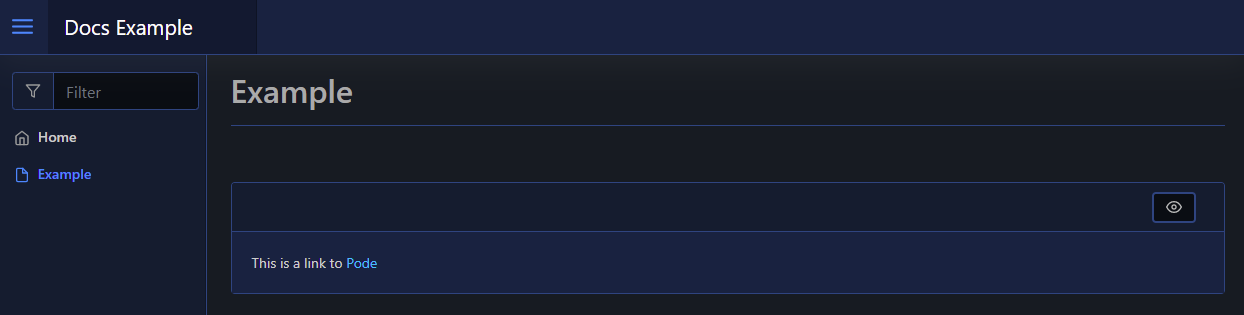 Docs Example
Filter
Home
Example
Example
This is a link to Pode